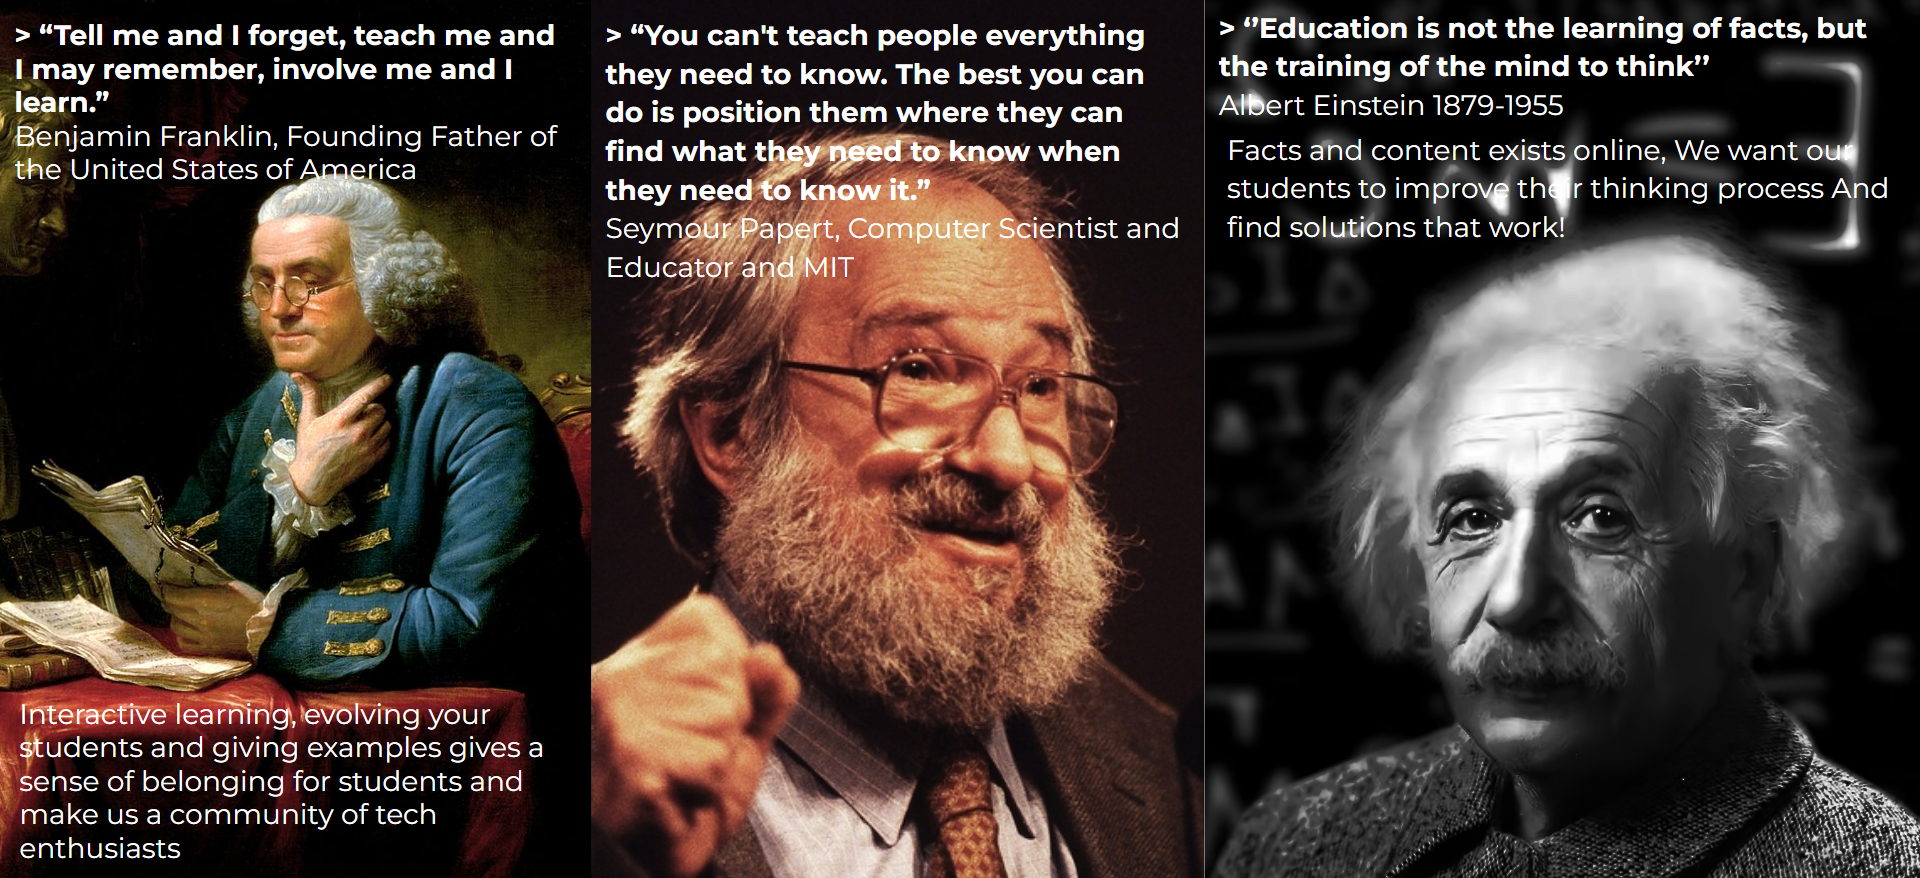 > “Tell me and I forget, teach me and
I may remember, involve me and I
learn.”
Benjamin Franklin, Founding Father of
the United States of America
Interactive learning, evolving your
students and giving examples gives a
sense of belonging for students and
make us a community of tech
enthusiasts
> “You can't teach people everything
they need to know. The best you can
do is position them where they can
find what they need to know when
they need to know it.”
Seymour Papert, Computer Scientist and
Educator and MIT
> ‘’Education is not the learning of facts, but
the training of the mind to think’’
Albert Einstein 1879-1955
Facts and content exists online, We want our
students to improve their thinking process And
find solutions that work!